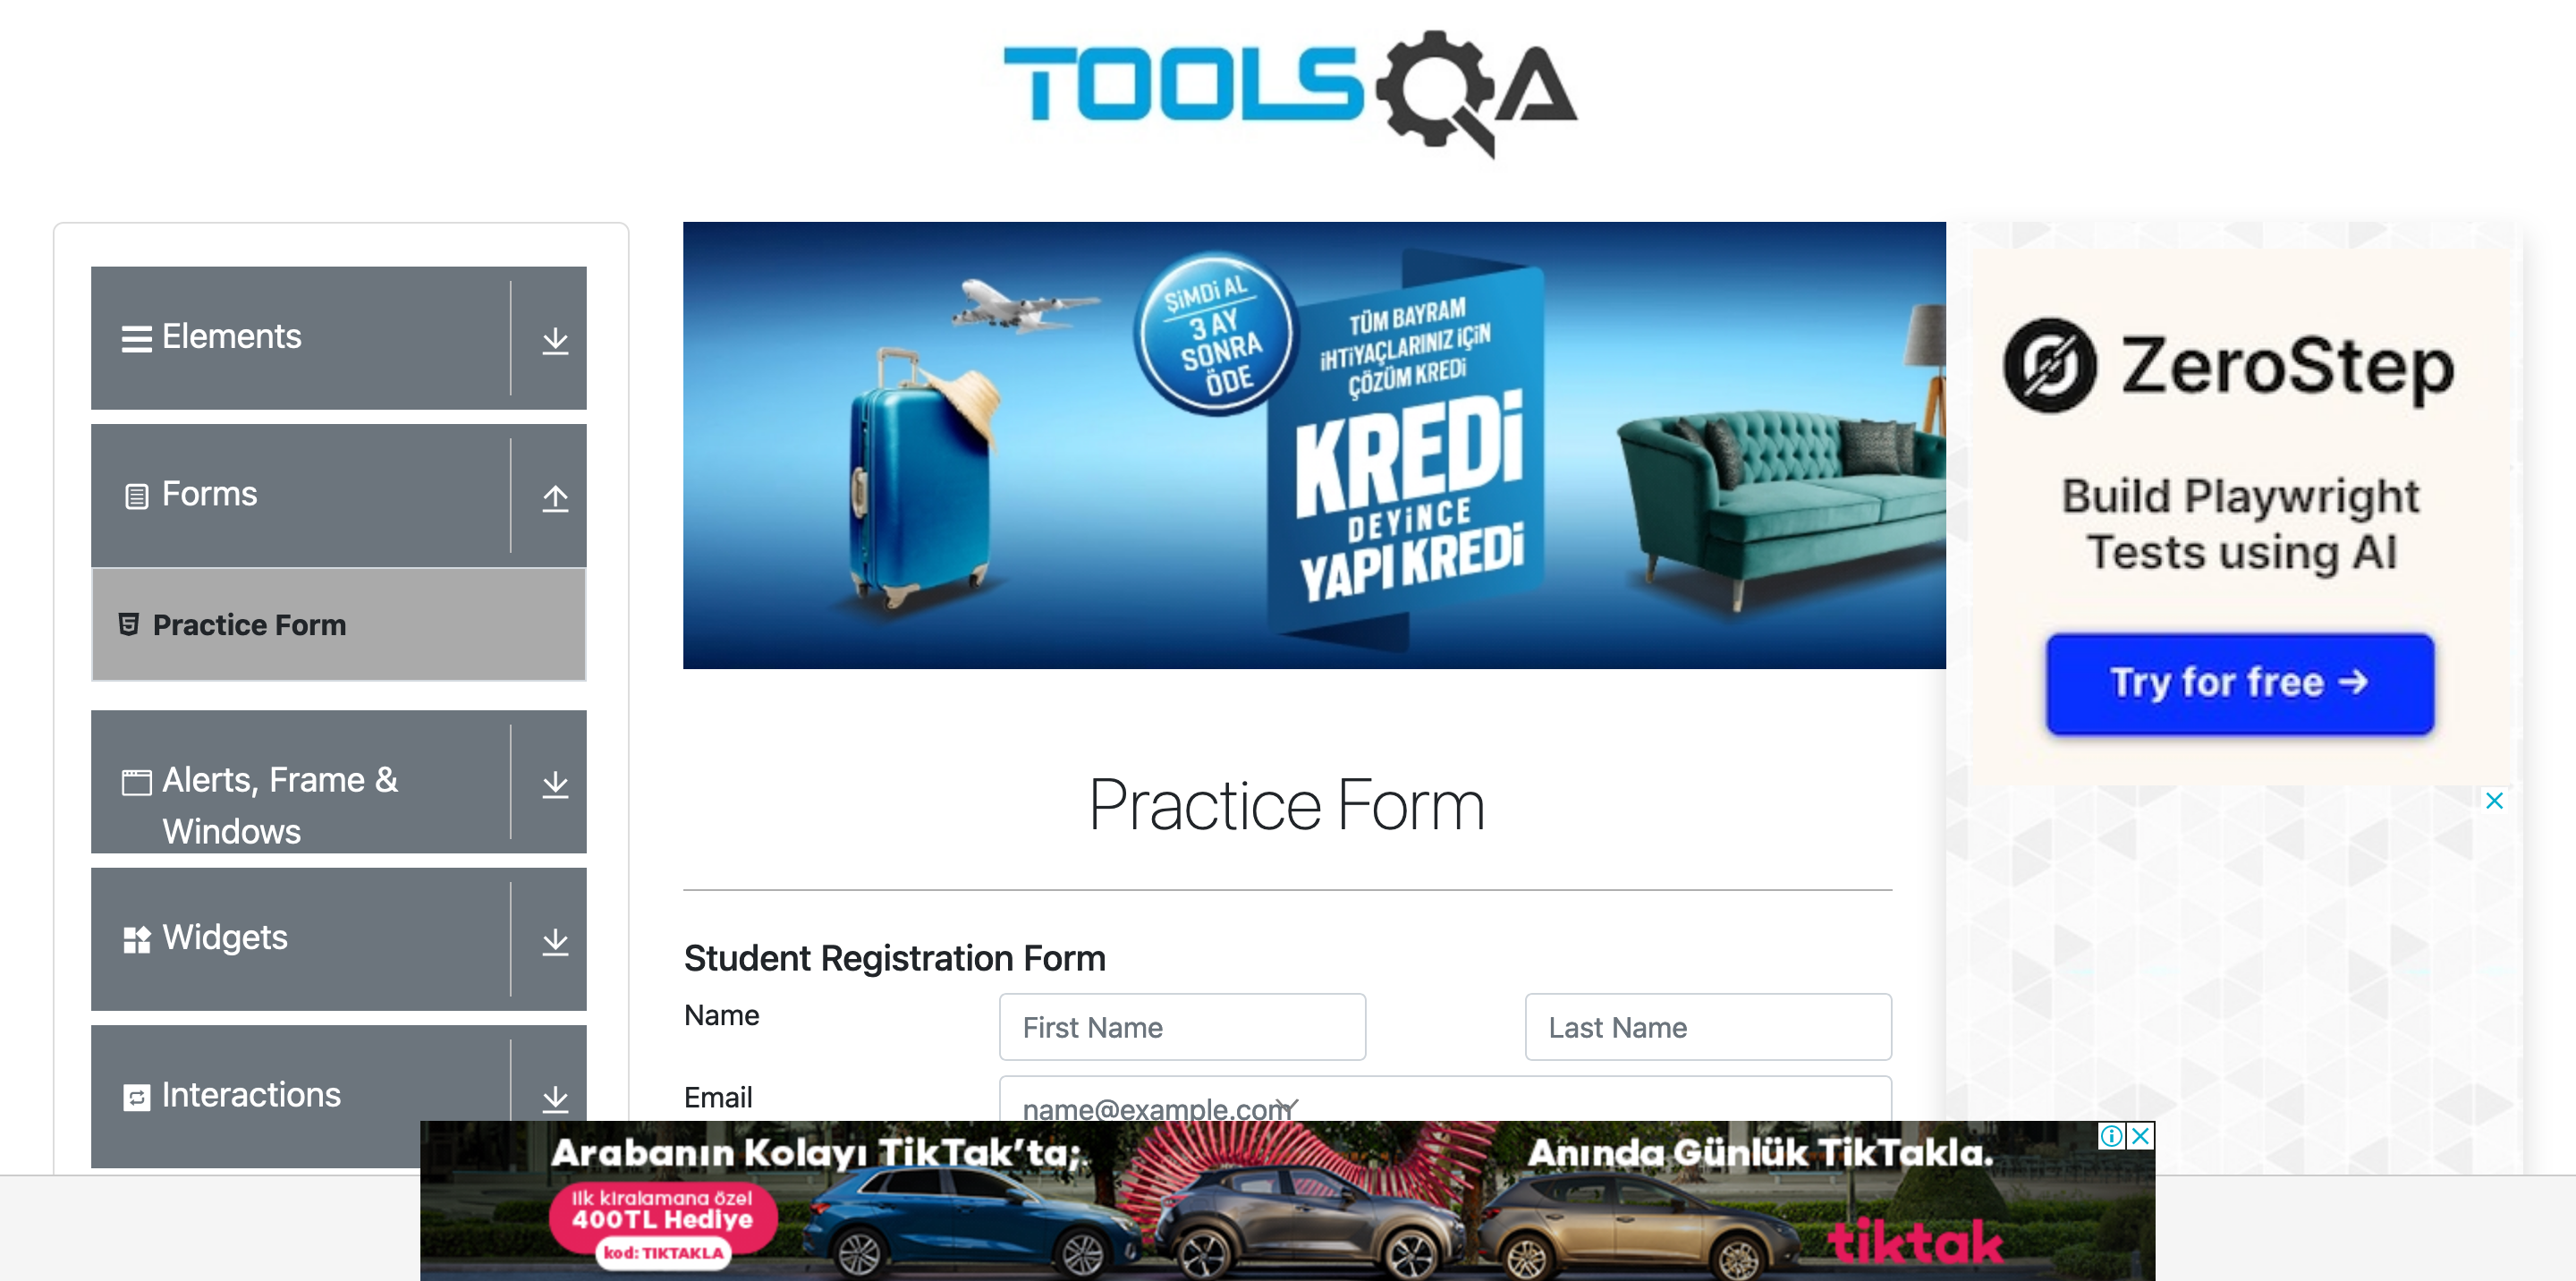 TOOLSQA
Elements
Forms
Practice Form
Alerts, Frame &
Windows
Widgets
Interactions
ŞİMDİ AL
3 AY
SONRA
ÖDE
TÜM BAYRAM
İHTİYAÇLARINIZ İÇİN
ÇÖZÜM KREDİ
KREDİ
DEYİNCE
YAPI KREDİ
ZeroStep
Build Playwright
Tests using AI
Try for free →
Practice Form
Student Registration Form
Name
First Name
Last Name
Email
name@example.com
Arabanın Kolayı TikTak’ta;
Anında Günlük TikTakla.
İlk kiralamana özel
400TL Hediye
kod: TIKTAKLA
tiktak